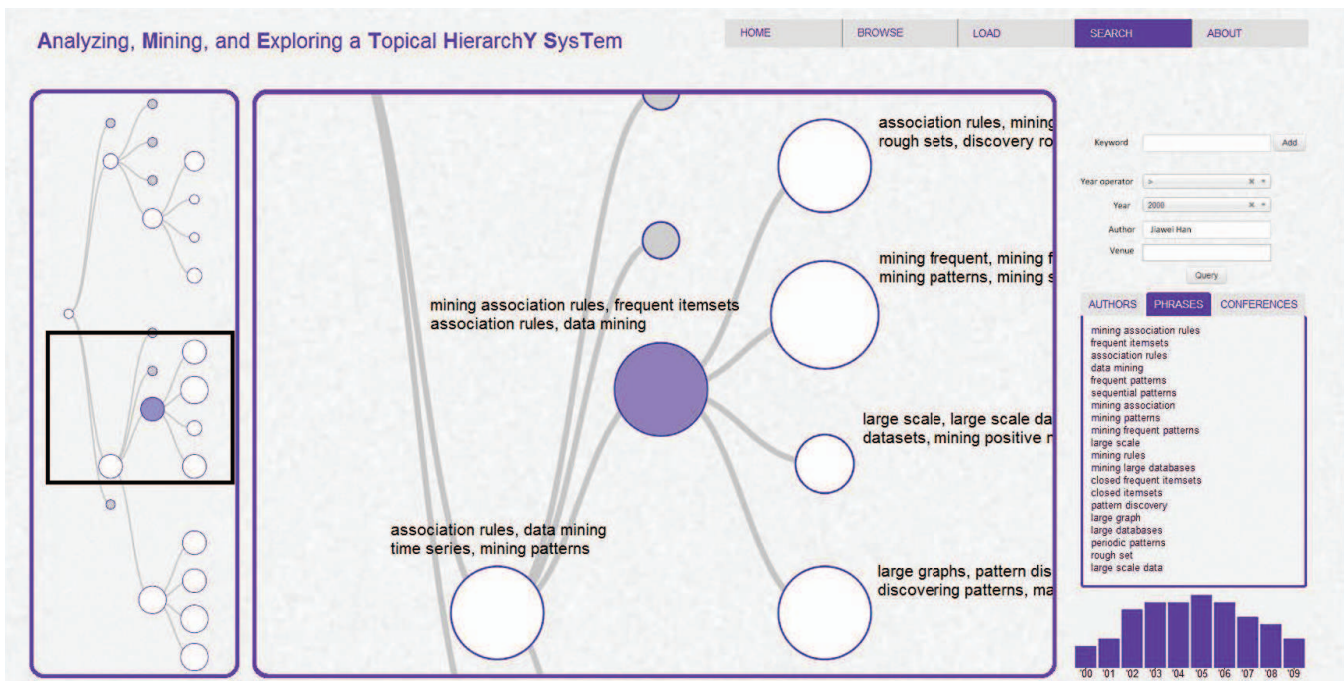 Analyzing, Mining, and Exploring a Topical HierarchY SysTem
HOME
BROWSE
LOAD
SEARCH
ABOUT
association rules, mining
rough sets, discovery ro
mining frequent, mining f
mining patterns, mining s
mining association rules, frequent itemsets
association rules, data mining
large scale, large scale da
datasets, mining positive r
association rules, data mining
time series, mining patterns
large graphs, pattern dis
discovering patterns, ma
Keyword
Add
Year operator
>
Year
2000
Author
Jiawei Han
Venue
Query
AUTHORS
PHRASES
CONFERENCES
mining association rules
frequent itemsets
association rules
data mining
frequent patterns
sequential patterns
mining association
mining patterns
mining frequent patterns
large scale
mining rules
mining large databases
closed frequent itemsets
closed itemsets
pattern discovery
large graph
large databases
periodic patterns
rough set
large scale data
'00 '01 '02 '03 '04 '05 '06 '07 '08 '09